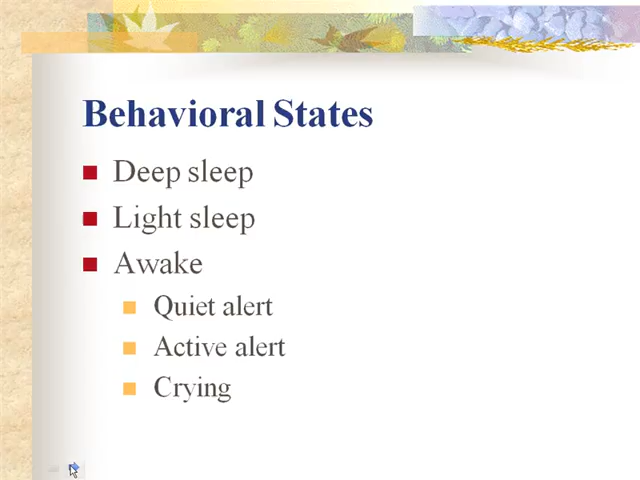 Behavioral States
Deep sleep
Light sleep
Awake
Quiet alert
Active alert
Crying